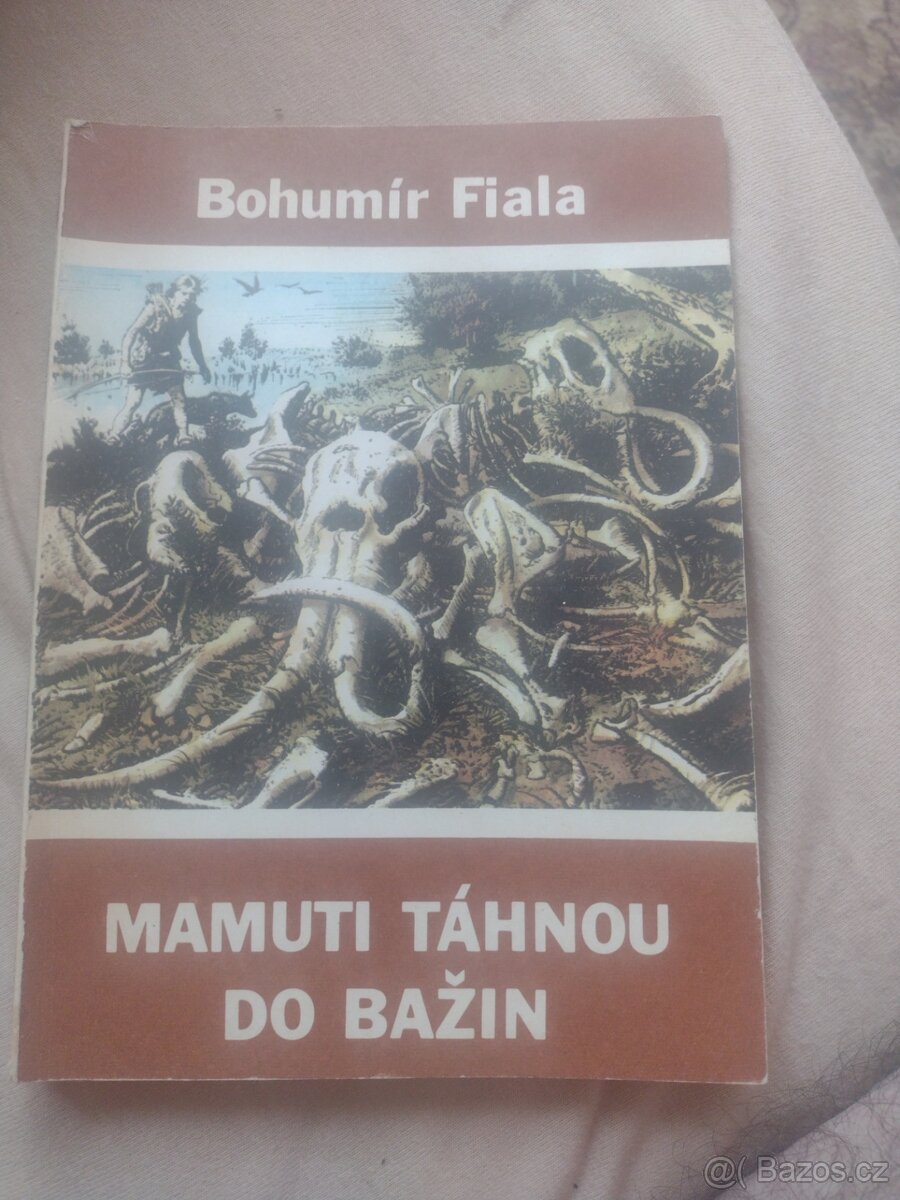 Bohumír Fiala
MAMUTI TÁHNOU
DO BAŽIN
@( Bazos.cz